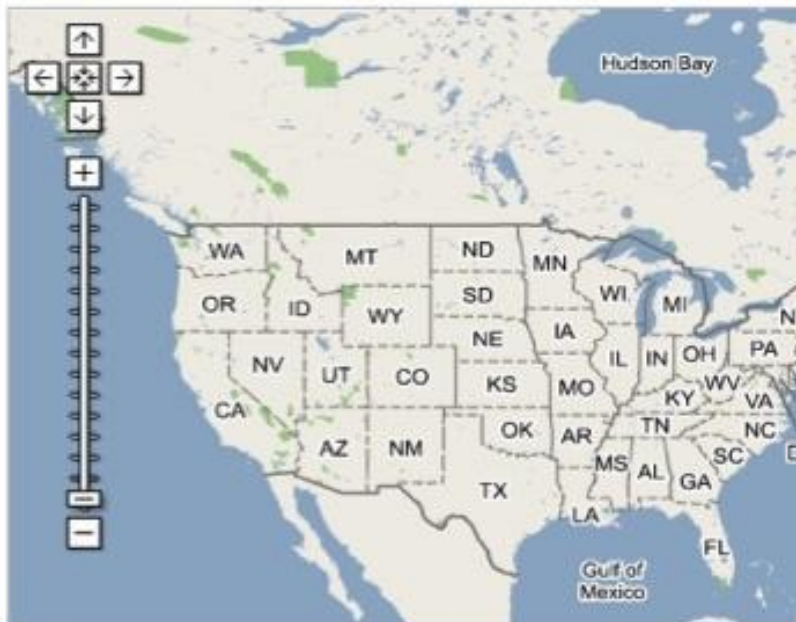 Hudson Bay
WA
MT
ND
MN
OR
ID
SD
WI
MI
WY
NV
UT
CO
NE
IA
IL
IN
OH
PA
CA
KS
MO
KY
WV
VA
AZ
NM
OK
AR
TN
NC
TX
MS
AL
GA
SC
LA
FL
Gulf of
Mexico